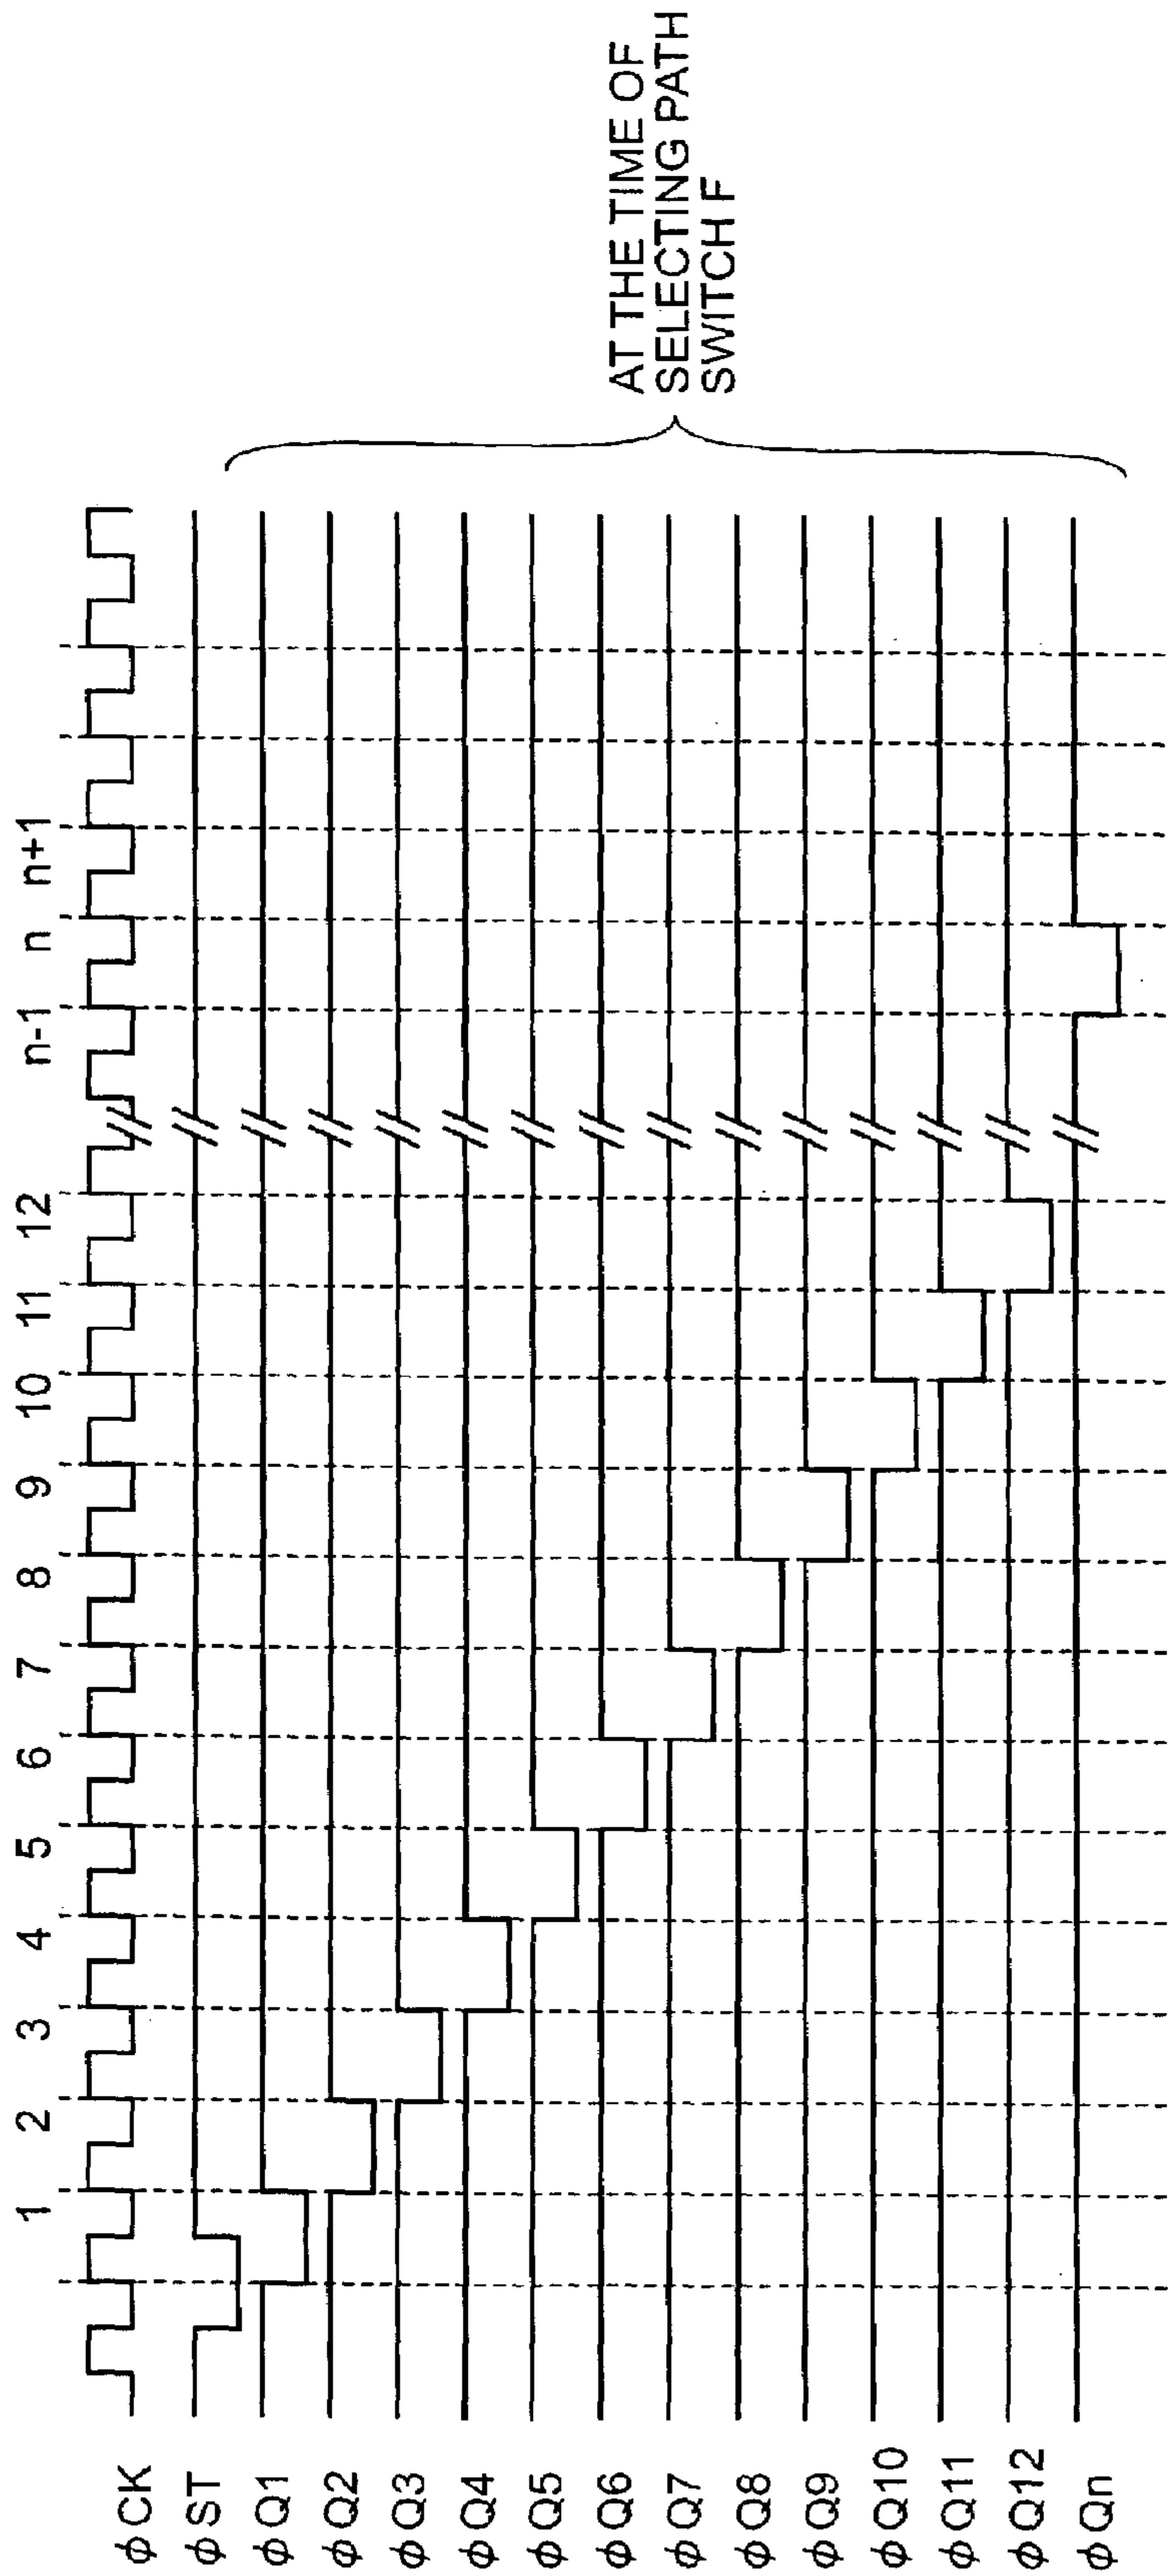 1 2 3 4 5 6 7 8 9 10 11 12 n-1 n n+1
φCK
φST
φQ1
φQ2
φQ3
φQ4
φQ5
φQ6
φQ7
φQ8
φQ9
φQ10
φQ11
φQ12
φQn
AT THE TIME OF
SELECTING PATH
SWITCH F